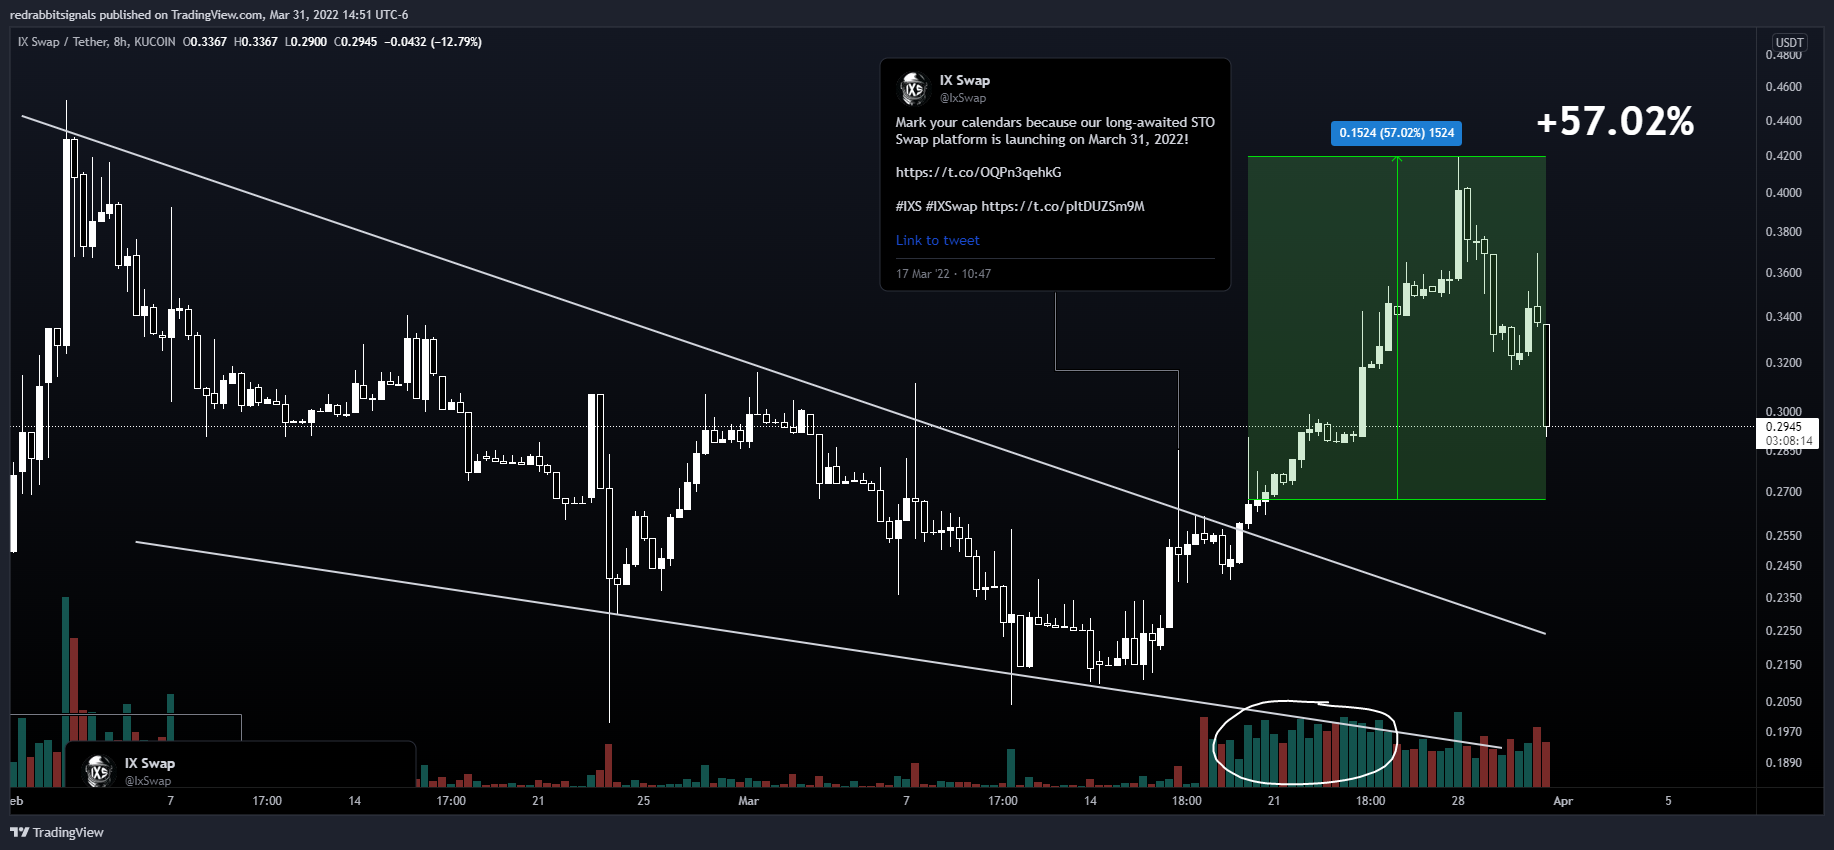 redrabbitsignals published on TradingView.com, Mar 31, 2022 14:51 UTC-6
IX Swap / Tether, 8h, KUCOIN O0.3367 H0.3367 L0.2900 C0.2945 −0.0432 (−12.79%)
USDT
0.4800
0.4600
0.4400
0.4200
0.4000
0.3800
0.3600
0.3400
0.3200
0.3000
0.2945
03:08:14
0.2850
0.2700
0.2550
0.2450
0.2350
0.2250
0.2150
0.2050
0.1970
0.1890
IX Swap
@IxSwap
Mark your calendars because our long-awaited STO
Swap platform is launching on March 31, 2022!
https://t.co/OQPn3qehkG
#IXS #IXSwap https://t.co/pItDUZSm9M
Link to tweet
17 Mar '22 · 10:47
0.1524 (57.02%) 1524
+57.02%
IXS
IX Swap
@IxSwap
IXS
eb 7 17:00 14 17:00 21 25 Mar 7 17:00 14 18:00 21 18:00 28 Apr 5
TradingView